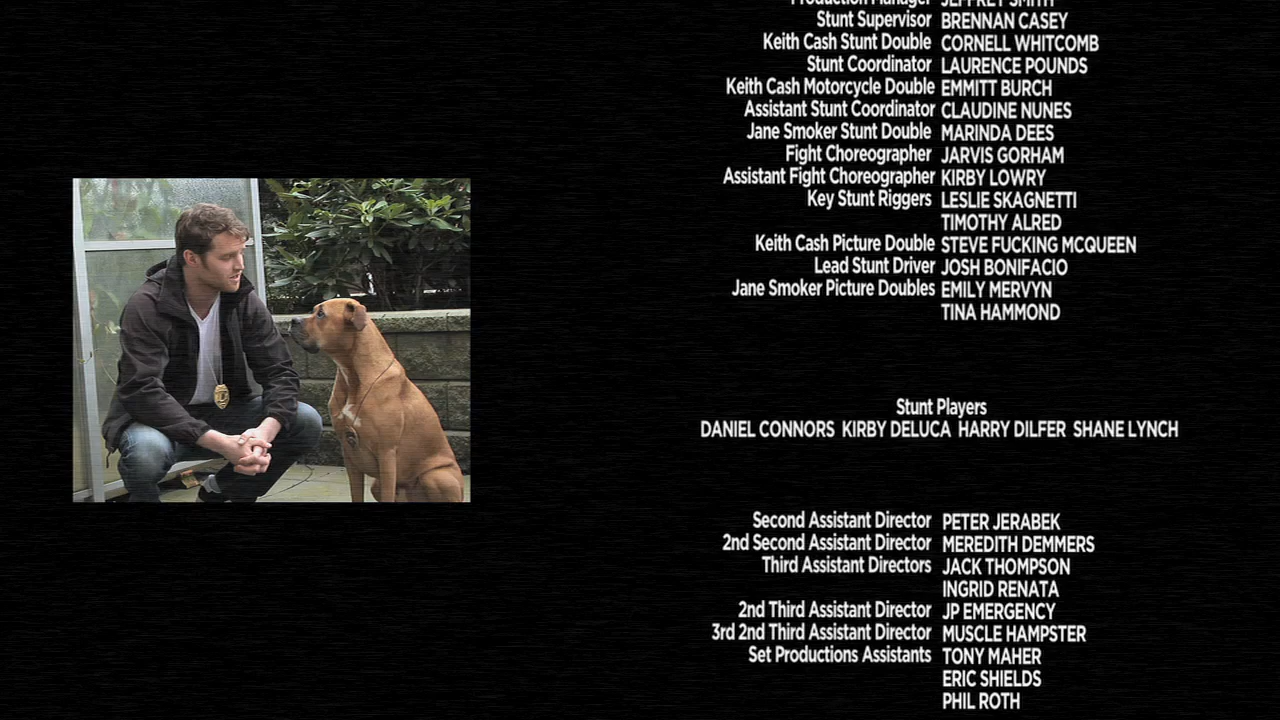 Production Manager JEFFREY SMITH
Stunt Supervisor BRENNAN CASEY
Keith Cash Stunt Double CORNELL WHITCOMB
Stunt Coordinator LAURENCE POUNDS
Keith Cash Motorcycle Double EMMITT BURCH
Assistant Stunt Coordinator CLAUDINE NUNES
Jane Smoker Stunt Double MARINDA DEES
Fight Choreographer JARVIS GORHAM
Assistant Fight Choreographer KIRBY LOWRY
Key Stunt Riggers LESLIE SKAGNETTI
TIMOTHY ALRED
Keith Cash Picture Double STEVE FUCKING MCQUEEN
Lead Stunt Driver JOSH BONIFACIO
Jane Smoker Picture Doubles EMILY MERVYN
TINA HAMMOND
Stunt Players
DANIEL CONNORS KIRBY DELUCA HARRY DILFER SHANE LYNCH
Second Assistant Director PETER JERABEK
2nd Second Assistant Director MEREDITH DEMMERS
Third Assistant Directors JACK THOMPSON
INGRID RENATA
2nd Third Assistant Director JP EMERGENCY
3rd 2nd Third Assistant Director MUSCLE HAMPSTER
Set Productions Assistants TONY MAHER
ERIC SHIELDS
PHIL ROTH